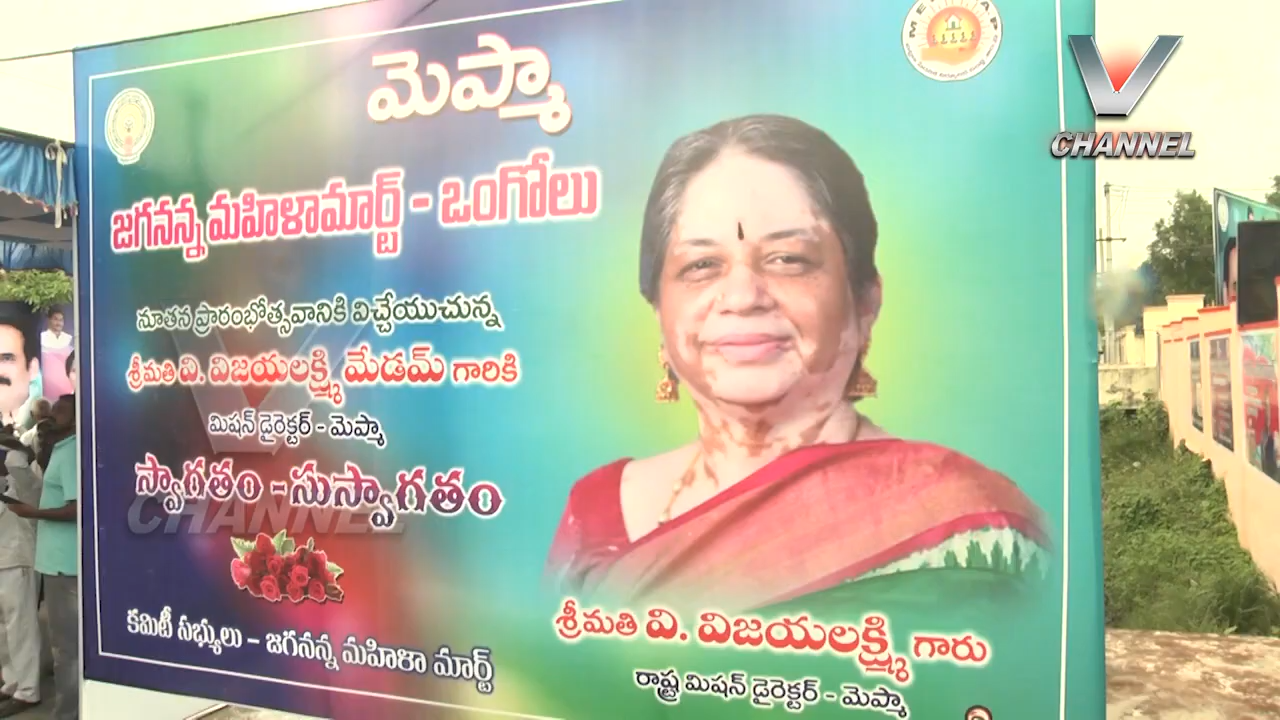 మెప్మా
జగనన్న మహిళామార్ట్ - ఒంగోలు
నూతన ప్రారంభోత్సవానికి విచ్చేయుచున్న
శ్రీమతి వి. విజయలక్ష్మి మేడమ్ గారికి
మిషన్ డైరెక్టర్ - మెప్మా
స్వాగతం - సుస్వాగతం
కమిటీ సభ్యులు – జగనన్న మహిళా మార్ట్
శ్రీమతి వి. విజయలక్ష్మి గారు
రాష్ట్ర మిషన్ డైరెక్టర్ - మెప్మా
V
CHANNEL
CHANNEL